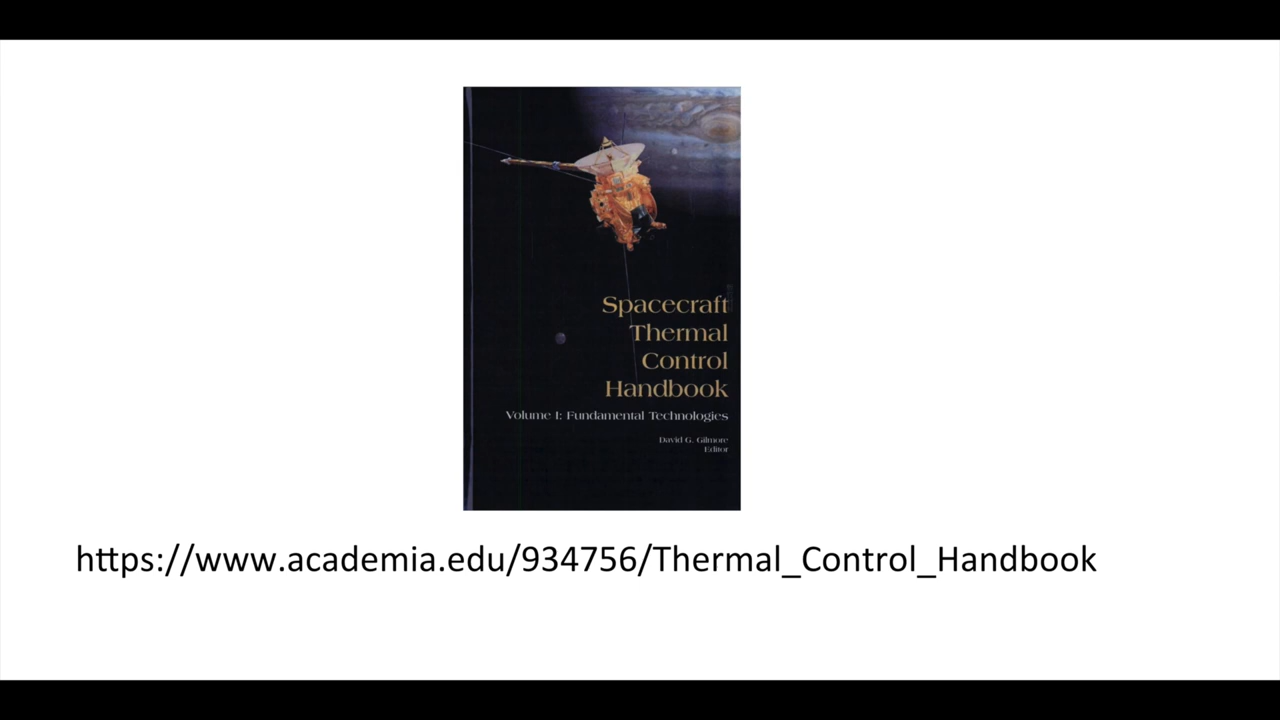 Spacecraft
Thermal
Control
Handbook
Volume I: Fundamental Technologies
David G. Gilmore
Editor
https://www.academia.edu/934756/Thermal_Control_Handbook